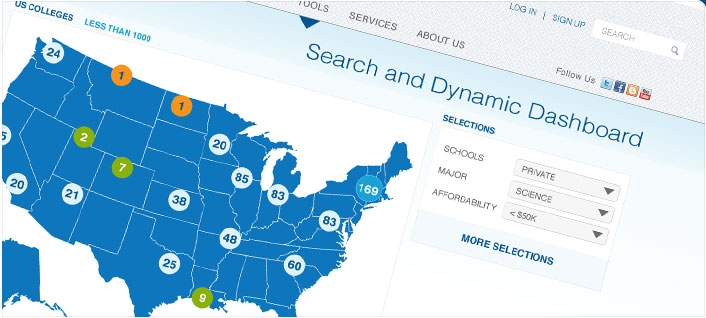 LOG IN | SIGN UP
SEARCH
TOOLS
SERVICES
ABOUT US
Follow Us
US COLLEGES
LESS THAN 1000
Search and Dynamic Dashboard
SELECTIONS
SCHOOLS PRIVATE
MAJOR SCIENCE
AFFORDABILITY < $50K
MORE SELECTIONS
24
1
1
2
7
20
85
83
169
20
21
38
83
48
25
60
9